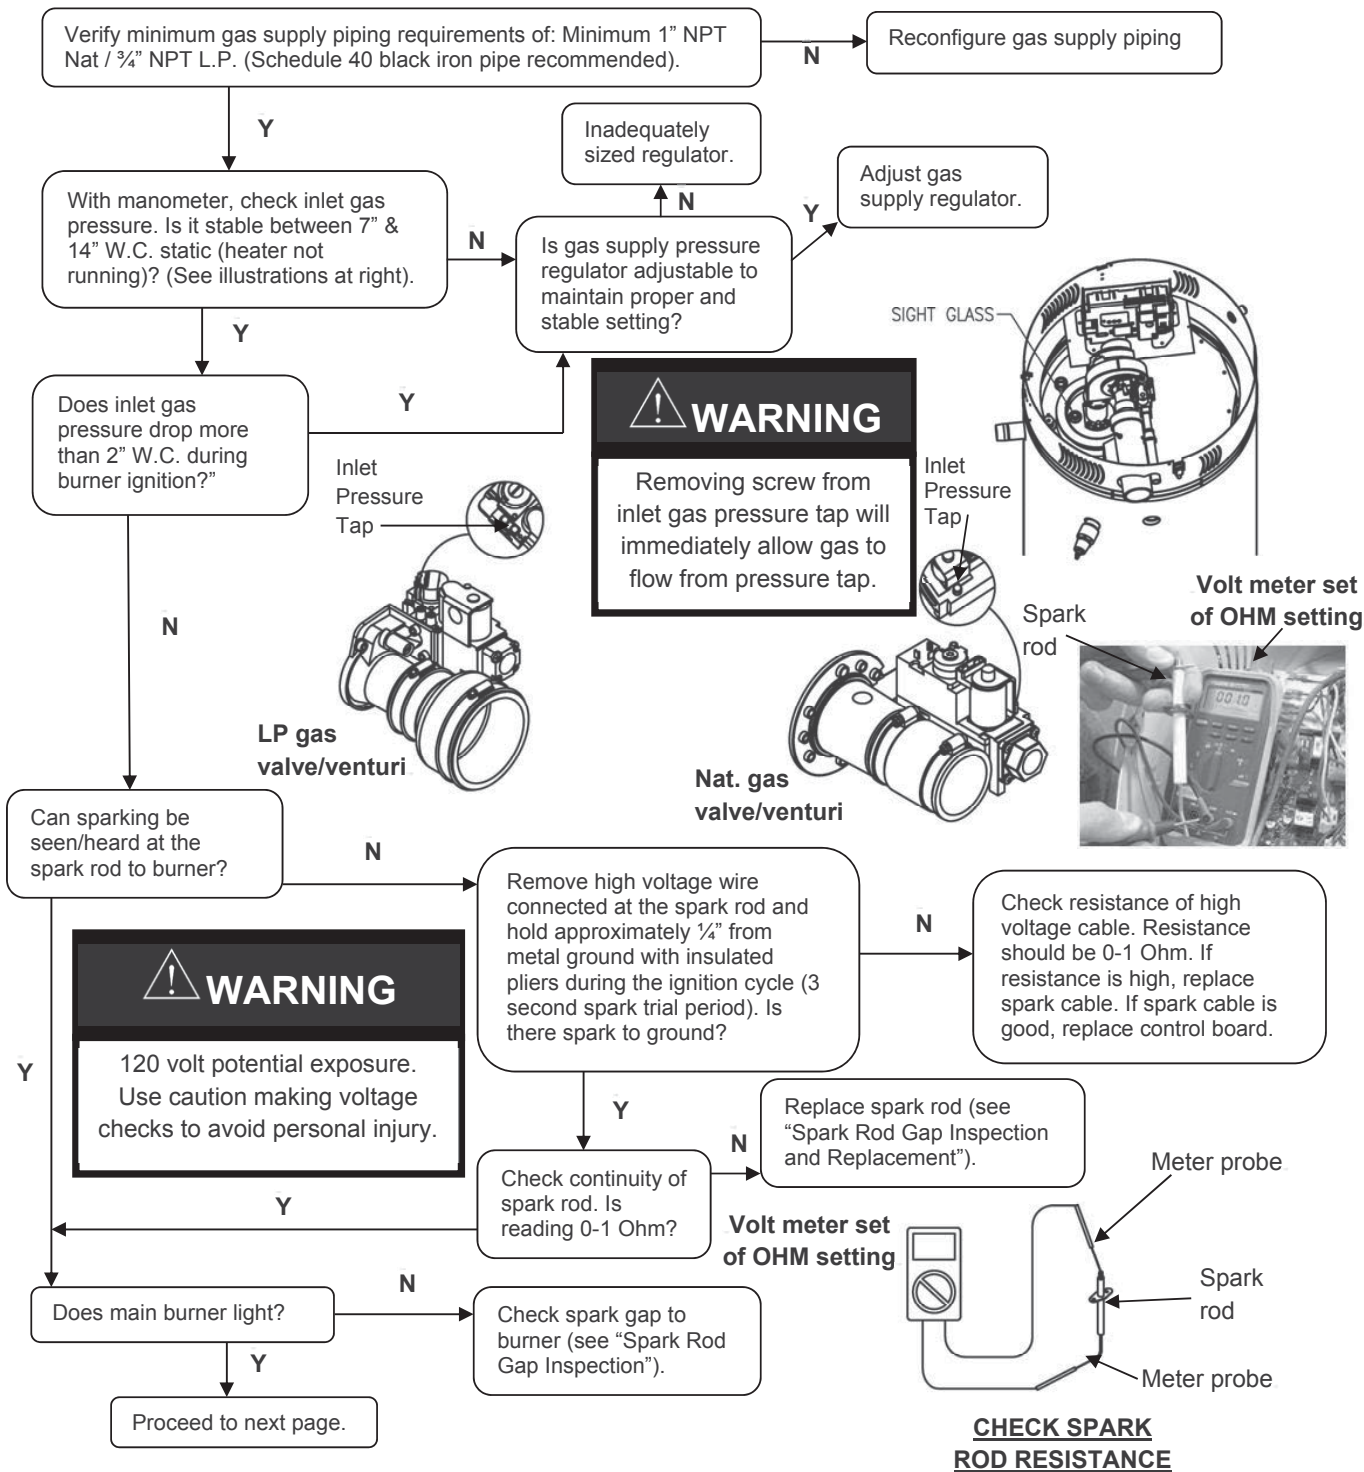 Verify minimum gas supply piping requirements of: Minimum 1” NPT
Nat / ¾” NPT L.P. (Schedule 40 black iron pipe recommended).
N
Reconfigure gas supply piping
Y
Inadequately
sized regulator.
N
Adjust gas
supply regulator.
Y
With manometer, check inlet gas
pressure. Is it stable between 7” &
14” W.C. static (heater not
running)? (See illustrations at right).
N
Is gas supply pressure
regulator adjustable to
maintain proper and
stable setting?
SIGHT GLASS
Y
Does inlet gas
pressure drop more
than 2” W.C. during
burner ignition?”
Y
WARNING
Removing screw from
inlet gas pressure tap will
immediately allow gas to
flow from pressure tap.
Inlet
Pressure
Tap
Inlet
Pressure
Tap
Volt meter set
of OHM setting
Spark
rod
001.0
N
LP gas
valve/venturi
Nat. gas
valve/venturi
Can sparking be
seen/heard at the
spark rod to burner?
N
Remove high voltage wire
connected at the spark rod and
hold approximately ¼” from
metal ground with insulated
pliers during the ignition cycle (3
second spark trial period). Is
there spark to ground?
N
Check resistance of high
voltage cable. Resistance
should be 0-1 Ohm. If
resistance is high, replace
spark cable. If spark cable is
good, replace control board.
WARNING
120 volt potential exposure.
Use caution making voltage
checks to avoid personal injury.
Y
Y
Replace spark rod (see
“Spark Rod Gap Inspection
and Replacement”).
N
Check continuity of
spark rod. Is
reading 0-1 Ohm?
Y
Meter probe
Volt meter set
of OHM setting
Spark
rod
Meter probe
CHECK SPARK
ROD RESISTANCE
Does main burner light?
N
Check spark gap to
burner (see “Spark Rod
Gap Inspection”).
Y
Proceed to next page.